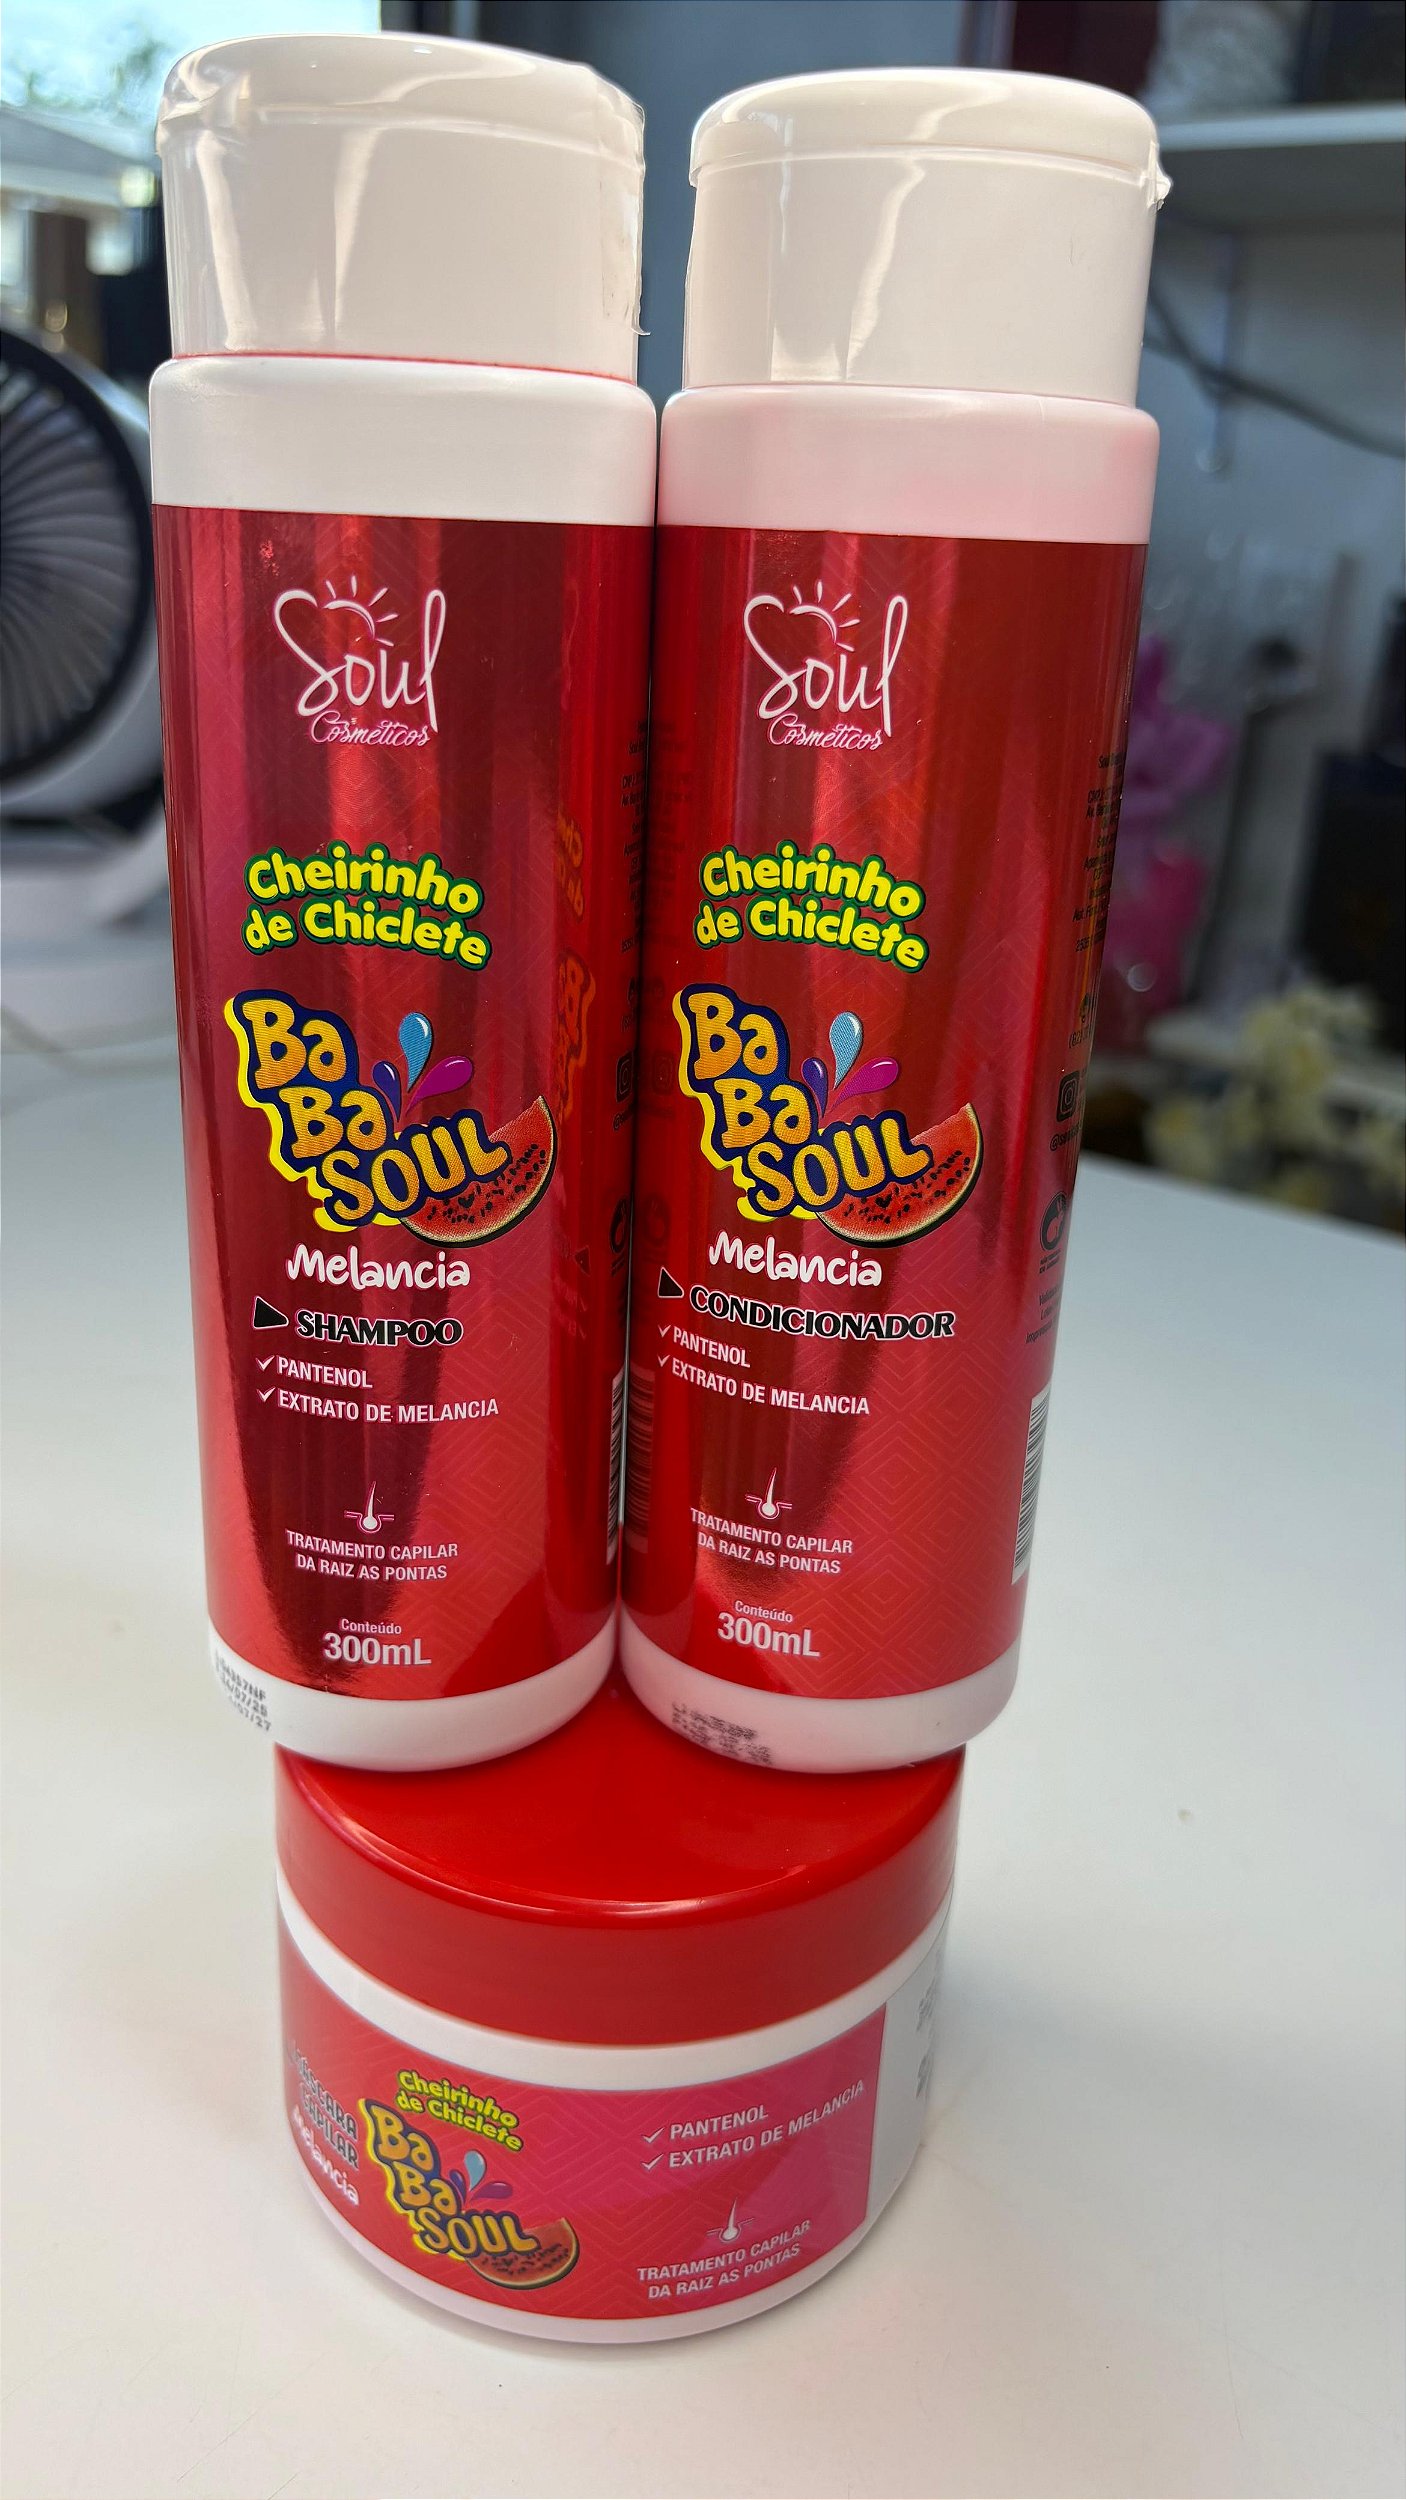 Soul
Cosméticos
Cheirinho
de Chiclete
Ba
Ba
SOUL
Melancia
SHAMPOO
PANTENOL
EXTRATO DE MELANCIA
TRATAMENTO CAPILAR
DA RAIZ AS PONTAS
Conteúdo
300mL
Soul
Cosméticos
Cheirinho
de Chiclete
Ba
Ba
SOUL
Melancia
CONDICIONADOR
PANTENOL
EXTRATO DE MELANCIA
TRATAMENTO CAPILAR
DA RAIZ AS PONTAS
Conteúdo
300mL
MÁSCARA
CAPILAR
Melancia
Cheirinho
de Chiclete
Ba
Ba
SOUL
PANTENOL
EXTRATO DE MELANCIA
TRATAMENTO CAPILAR
DA RAIZ AS PONTAS